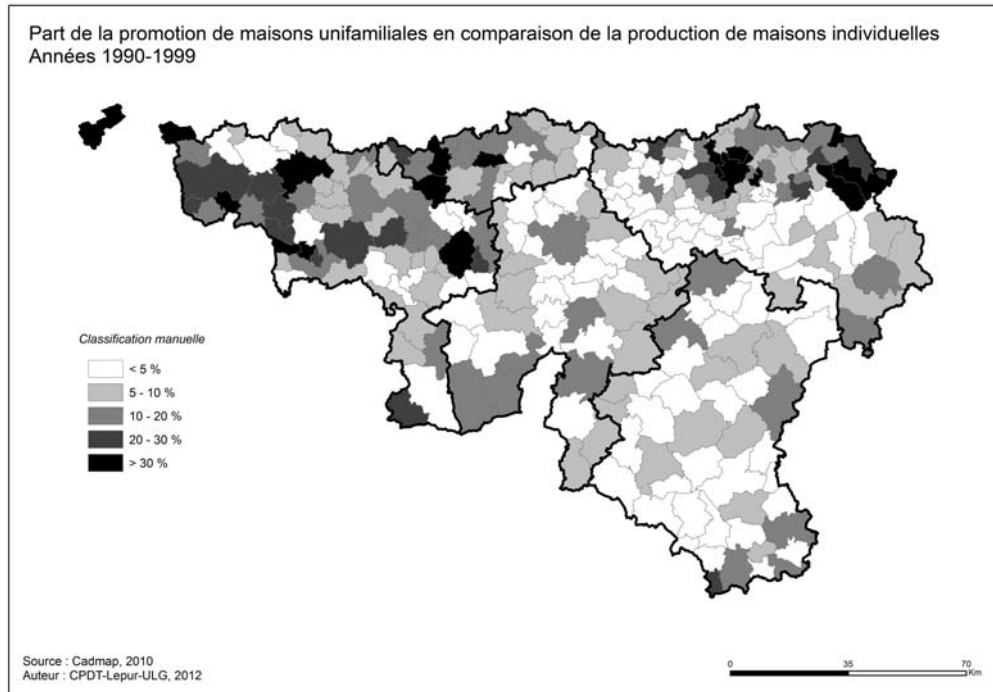 Part de la promotion de maisons unifamiliales en comparaison de la production de maisons individuelles
Années 1990-1999
Classification manuelle
< 5 %
5 - 10 %
10 - 20 %
20 - 30 %
> 30 %
Source : Cadmap, 2010
Auteur : CPDT-Lepur-ULG, 2012
0 35 70
Km